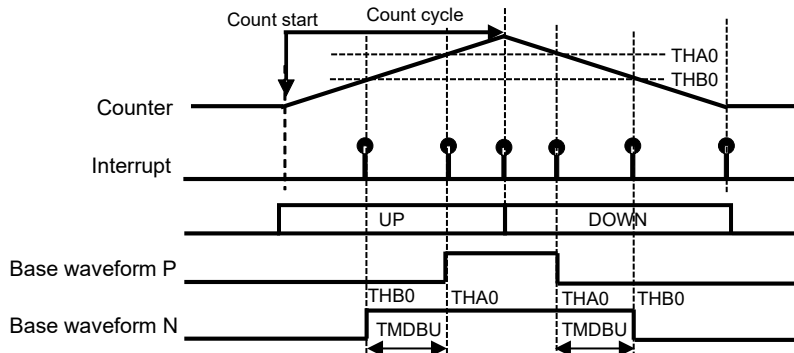 Count start
Count cycle
THA0
THB0
Counter
Interrupt
UP
DOWN
Base waveform P
THB0
THA0
THA0
THB0
Base waveform N
TMDBU
TMDBU